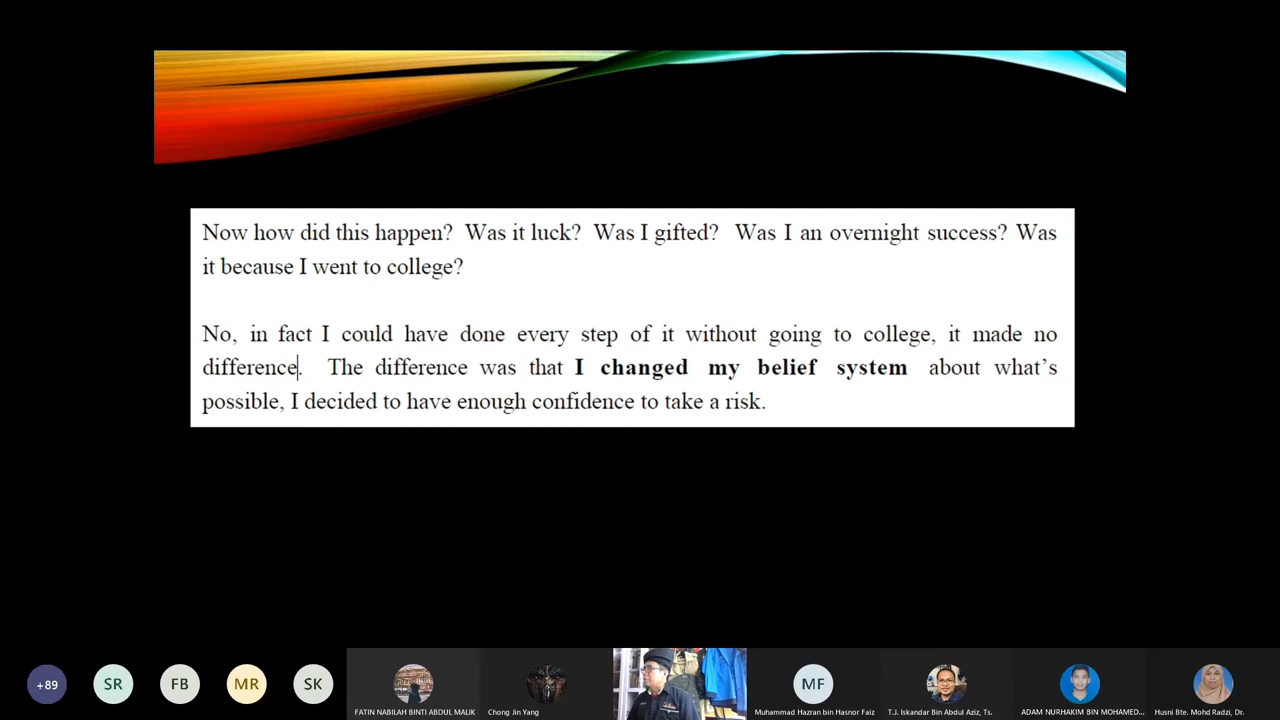 Now how did this happen? Was it luck? Was I gifted? Was I an overnight success? Was
it because I went to college?
No, in fact I could have done every step of it without going to college, it made no
difference. The difference was that I changed my belief system about what's
possible, I decided to have enough confidence to take a risk.
+89
SR
FB
MR
SK
MF
FATIN NABILAH BINTI ABDUL MALIK
Chong Jin Yang
Muhammad Hazran bin Hasnor Faiz
T.J. Iskandar Bin Abdul Aziz, Ts.
ADAM NURHAKIM BIN MOHAMED...
Husni Bte. Mohd Radzi, Dr.